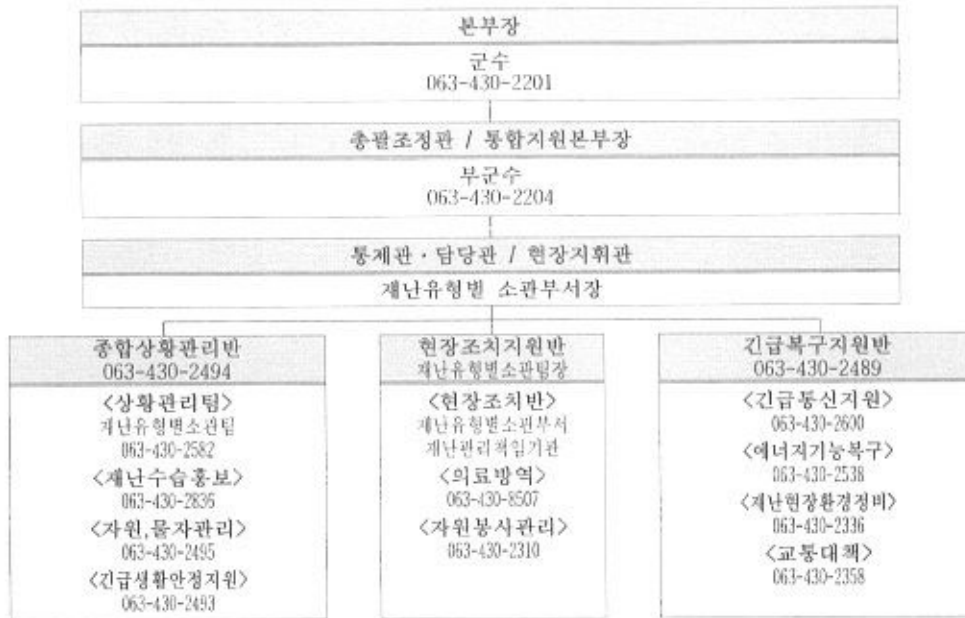 본부장
군수
063-430-2201
총괄조정관 / 통합지원본부장
부군수
063-430-2204
통제관·담당관 / 현장지휘관
재난유형별 소관부서장
종합상황관리반
063-430-2494
<상황관리팀>
재난유형별소관팀
063-430-2582
<재난수습홍보>
063-430-2836
<자원,물자관리>
063-430-2495
<긴급생활안정지원>
063-430-2493
현장조치지원반
재난유형별소관팀장
<현장조치반>
재난유형별소관부서
재난관리책임기관
<의료방역>
063-430-8507
<자원봉사관리>
063-430-2310
긴급복구지원반
063-430-2489
<긴급통신지원>
063-430-2600
<에너지기능복구>
063-430-2538
<재난현장환경정비>
063-430-2336
<교통대책>
063-430-2358